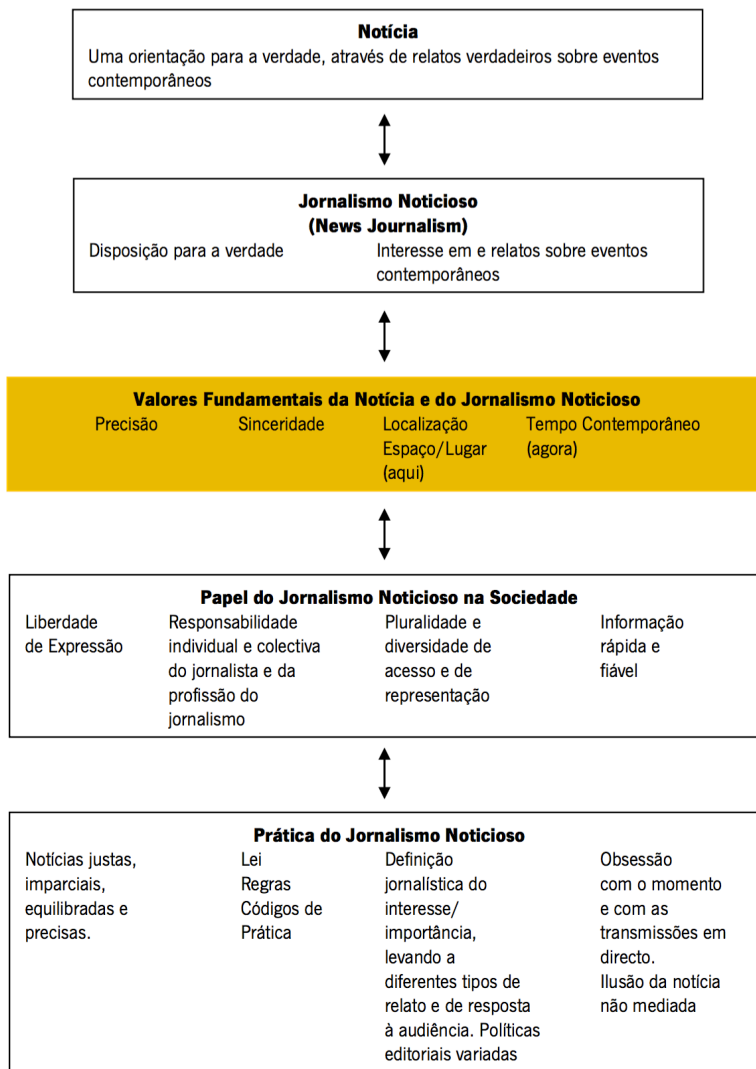 Notícia
Uma orientação para a verdade, através de relatos verdadeiros sobre eventos
contemporâneos
Jornalismo Noticioso
(News Journalism)
Disposição para a verdade
Interesse em e relatos sobre eventos
contemporâneos
Valores Fundamentais da Notícia e do Jornalismo Noticioso
Precisão
Sinceridade
Localização
Espaço/Lugar
(aqui)
Tempo Contemporâneo
(agora)
Papel do Jornalismo Noticioso na Sociedade
Liberdade
de Expressão
Responsabilidade
individual e colectiva
do jornalista e da
profissão do
jornalismo
Pluralidade e
diversidade de
acesso e de
representação
Informação
rápida e
fiável
Prática do Jornalismo Noticioso
Notícias justas,
imparciais,
equilibradas e
precisas.
Lei
Regras
Códigos de
Prática
Definição
jornalística do
interesse/
importância,
levando a
diferentes tipos de
relato e de resposta
à audiência. Políticas
editoriais variadas
Obsessão
com o momento
e com as
transmissões em
directo.
Ilusão da notícia
não mediada